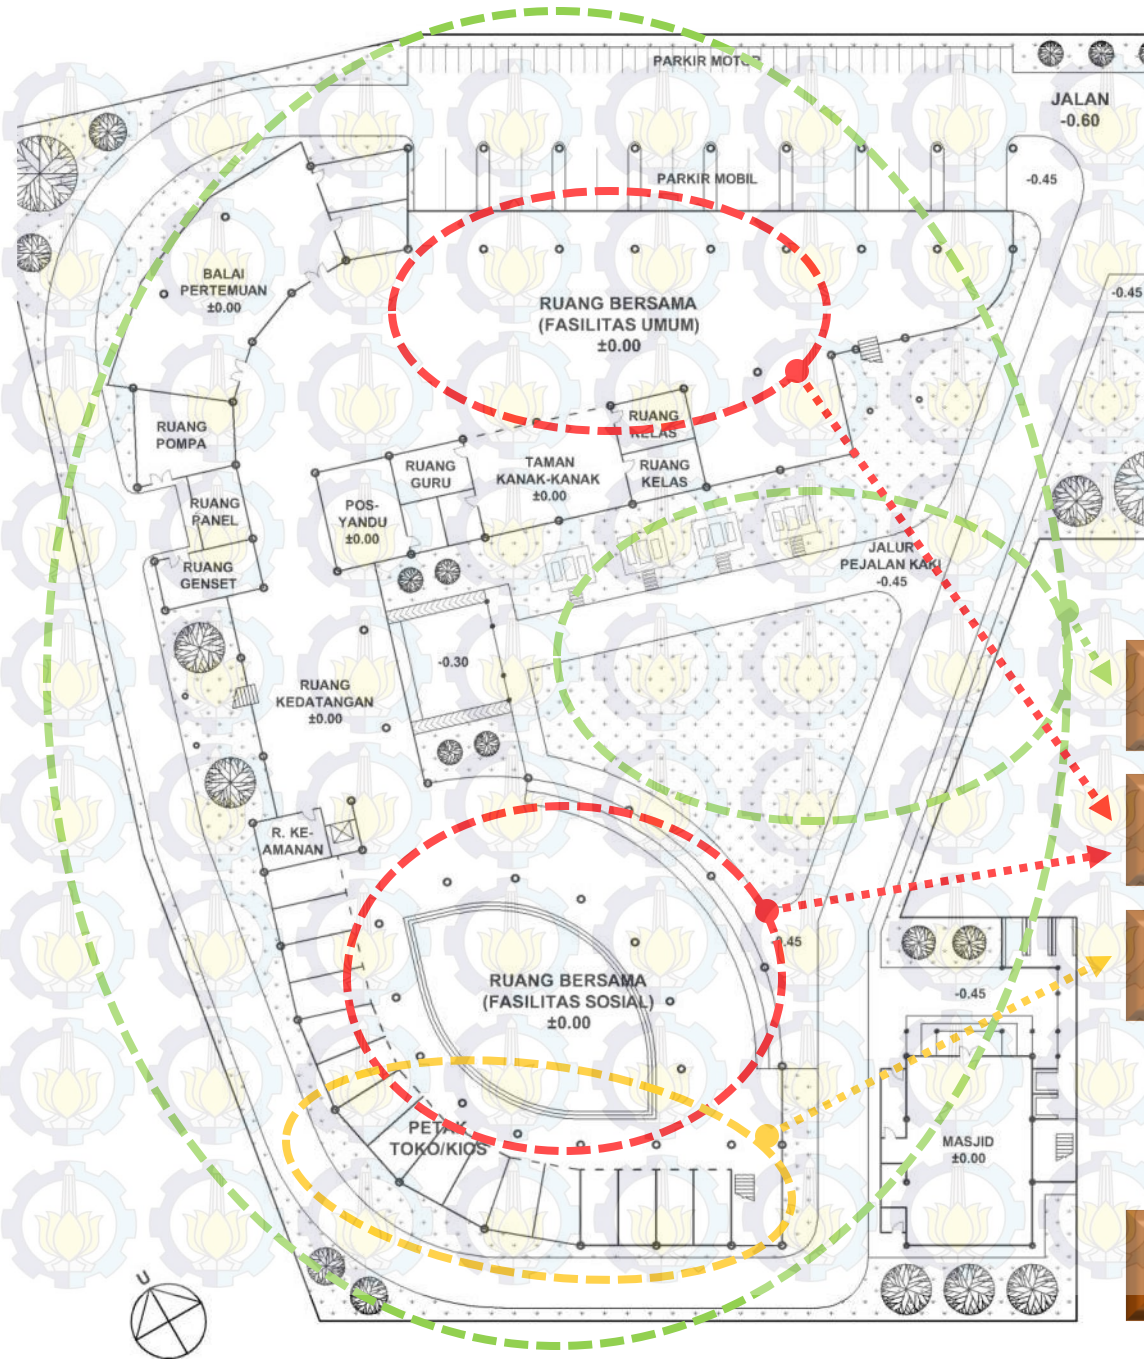 PARKIR MOTOR
JALAN
-0.60
PARKIR MOBIL
-0.45
BALAI
PERTEMUAN
±0.00
-0.45
RUANG BERSAMA
(FASILITAS UMUM)
±0.00
RUANG
POMPA
RUANG
KELAS
RUANG
GURU
TAMAN
KANAK-KANAK
±0.00
RUANG
KELAS
RUANG
PANEL
POS-
YANDU
±0.00
RUANG
GENSET
JALUR
PEJALAN KAKI
-0.45
-0.30
RUANG
KEDATANGAN
±0.00
R. KE-
AMANAN
-0.45
RUANG BERSAMA
(FASILITAS SOSIAL)
±0.00
-0.45
PETAK
TOKO/KIOS
MASJID
±0.00
U